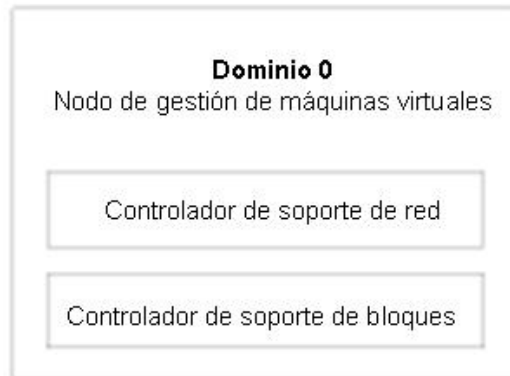 Dominio 0
Nodo de gestión de máquinas virtuales
Controlador de soporte de red
Controlador de soporte de bloques